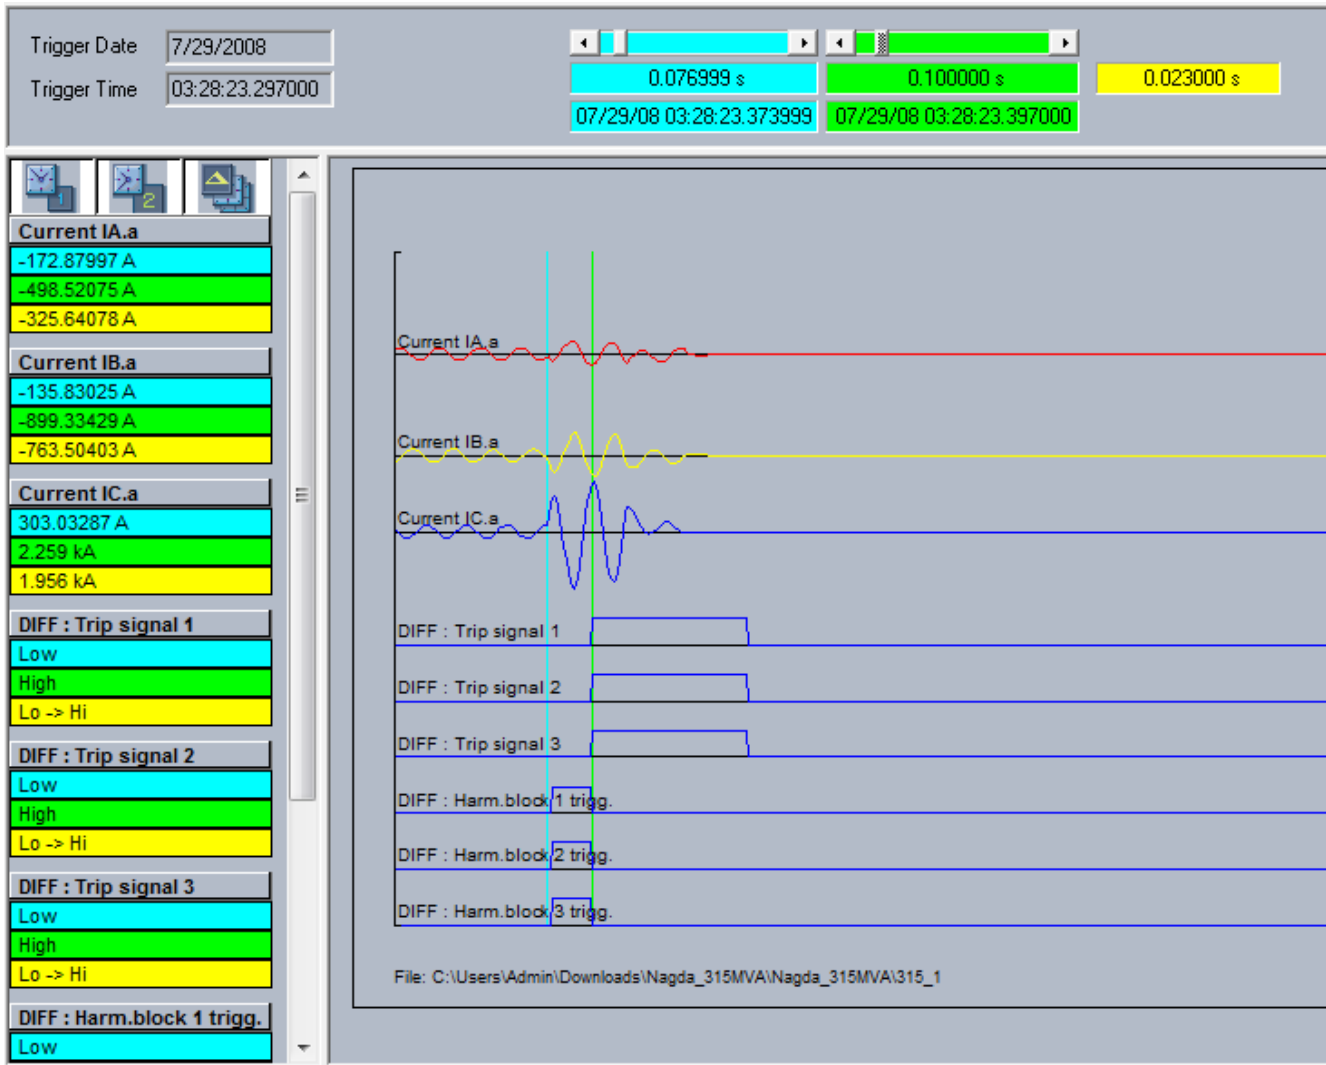 Trigger Date 7/29/2008
Trigger Time 03:28:23.297000
0.076999 s 0.100000 s 0.023000 s
07/29/08 03:28:23.373999 07/29/08 03:28:23.397000
1 2
Current IA.a
-172.87997 A
-498.52075 A
-325.64078 A
Current IB.a
-135.83025 A
-899.33429 A
-763.50403 A
Current IC.a
303.03287 A
2.259 kA
1.956 kA
DIFF : Trip signal 1
Low
High
Lo -> Hi
DIFF : Trip signal 2
Low
High
Lo -> Hi
DIFF : Trip signal 3
Low
High
Lo -> Hi
DIFF : Harm.block 1 trigg.
Low
Current IA.a
Current IB.a
Current IC.a
DIFF : Trip signal 1
DIFF : Trip signal 2
DIFF : Trip signal 3
DIFF : Harm.block 1 trigg.
DIFF : Harm.block 2 trigg.
DIFF : Harm.block 3 trigg.
File: C:\Users\Admin\Downloads\Nagda_315MVA\Nagda_315MVA\315_1